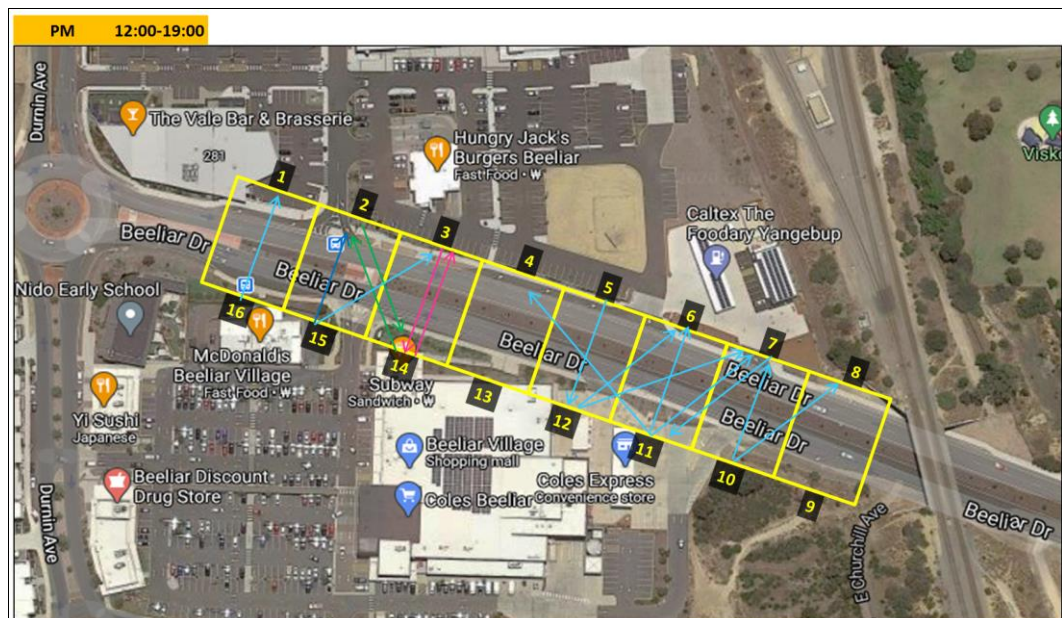 PM 12:00-19:00
Durnin Ave
The Vale Bar & Brasserie
281
Hungry Jack's
Burgers Beeliar
Fast Food • ₩
Visko
1
2
3
4
5
6
7
8
Caltex The
Foodary Yangebup
Beeliar Dr
Beeliar Dr
Beeliar Dr
Beeliar Dr
Beeliar Dr
Beeliar Dr
Nido Early School
16
15
14
13
12
11
10
9
McDonald's
Beeliar Village
Fast Food • ₩
Subway
Sandwich • ₩
Yi Sushi
Japanese
Beeliar Village
Shopping mall
Coles Express
Convenience store
Beeliar Discount
Drug Store
Coles Beeliar
Durnin Ave
E Churchill Ave